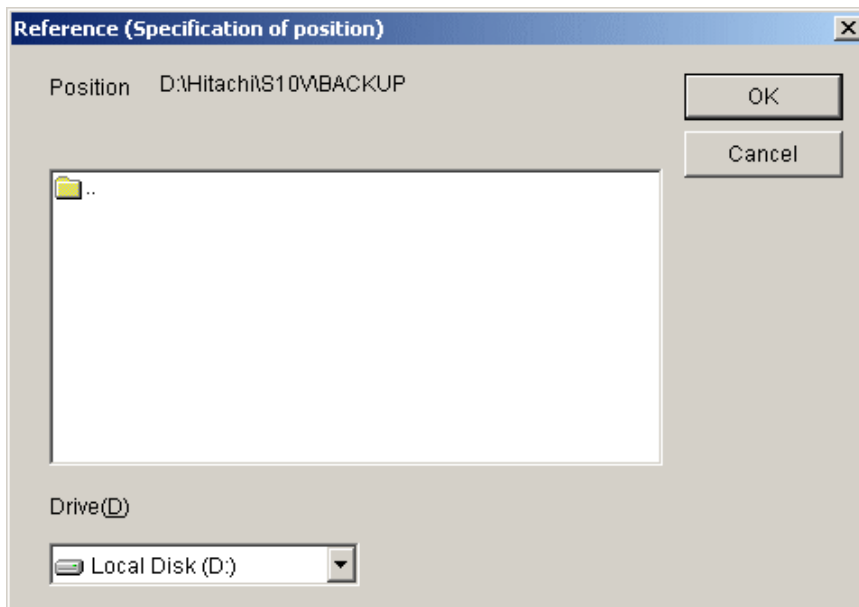 Reference (Specification of position)
Position D:\Hitachi\S10V\BACKUP
OK
Cancel
..
Drive(D)
Local Disk (D:)